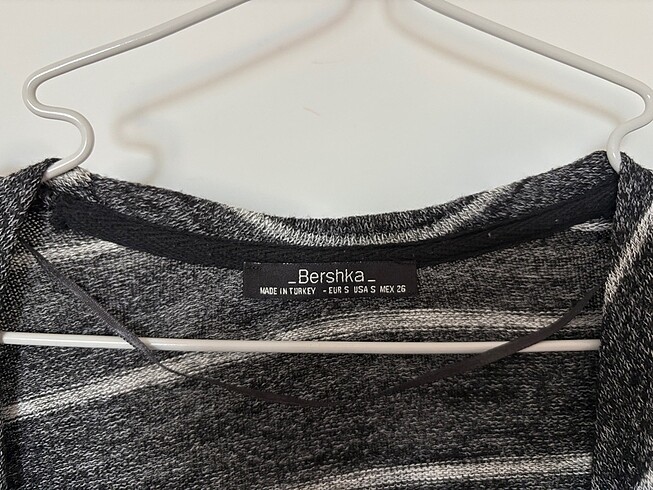 _Bershka_
MADE IN TURKEY - EUR S USA S MEX 26